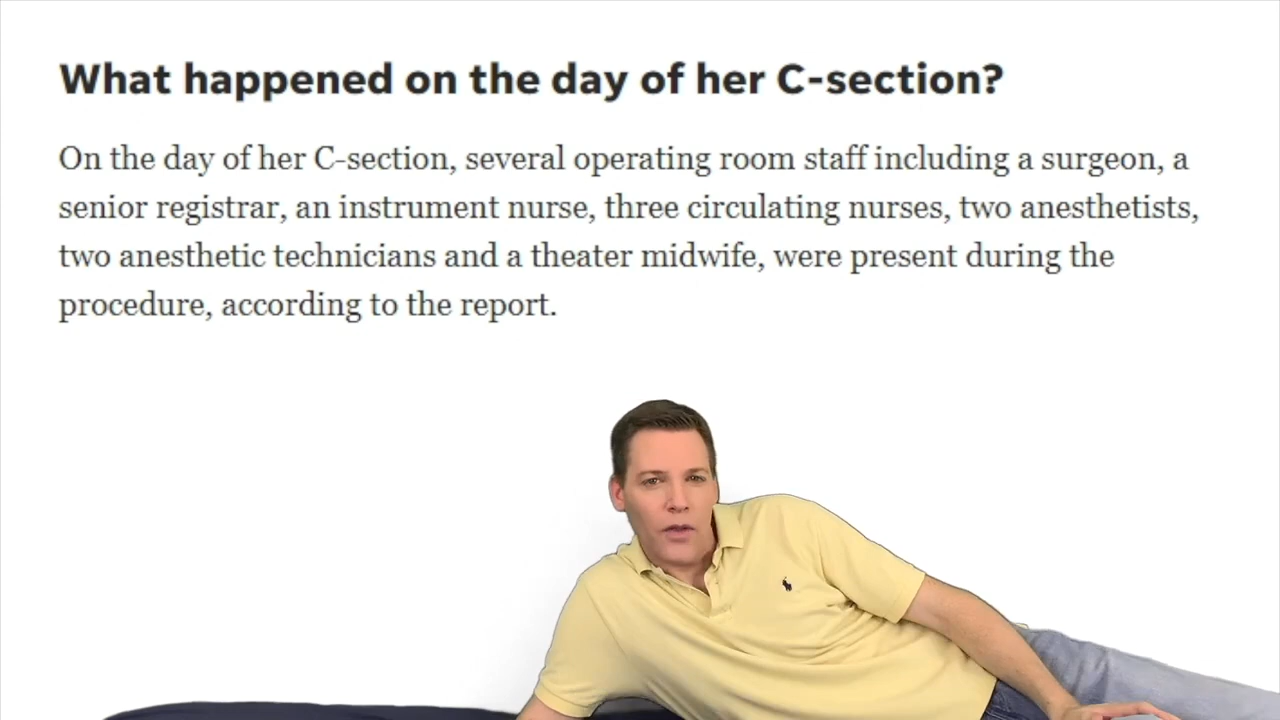 What happened on the day of her C-section?
On the day of her C-section, several operating room staff including a surgeon, a
senior registrar, an instrument nurse, three circulating nurses, two anesthetists,
two anesthetic technicians and a theater midwife, were present during the
procedure, according to the report.